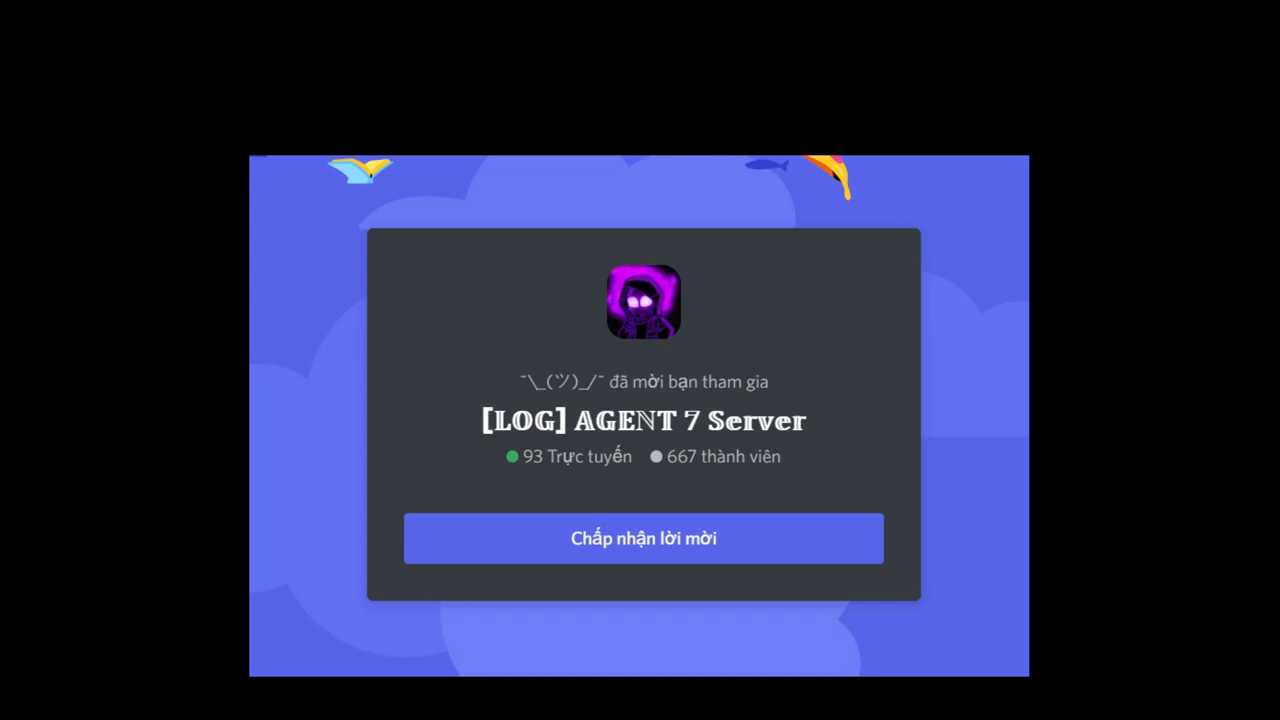 ¯\_(ツ)_/¯ đã mời bạn tham gia
[LOG] AGENT 7 Server
93 Trực tuyến 667 thành viên
Chấp nhận lời mời